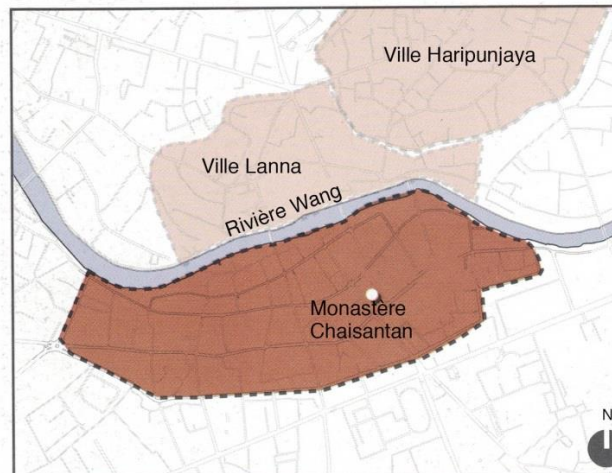 Ville Haripunjaya
Ville Lanna
Rivière Wang
Monastère
Chaisantan
N